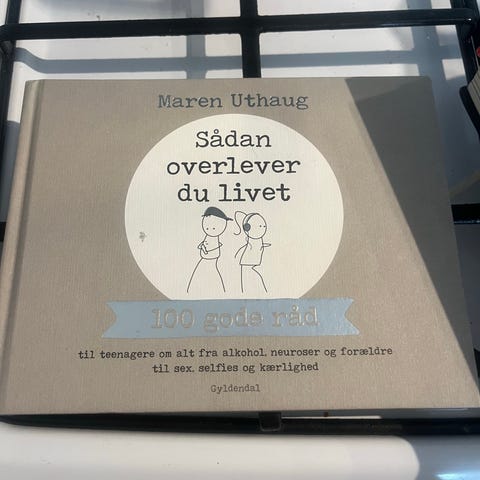 Maren Uthaug
Sådan
overlever
du livet
100 gode råd
til teenagere om alt fra alkohol, neuroser og forældre
til sex, selfies og kærlighed
Gyldendal